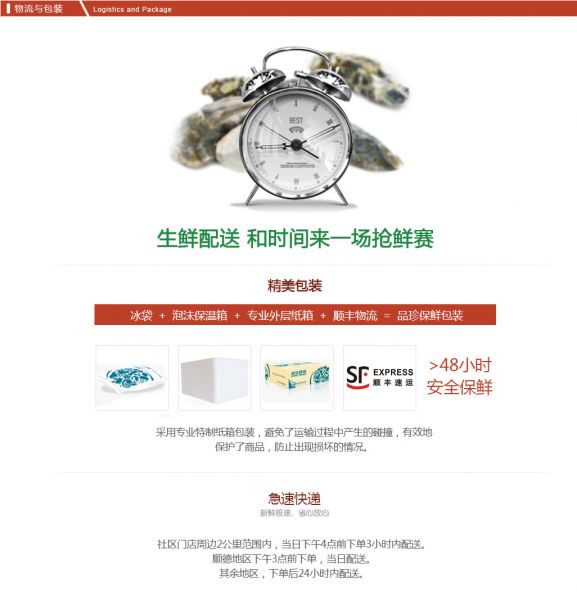 物流与包装 Logistics and Package
BEST
DESIGN CONTENTS
生鲜配送 和时间来一场抢鲜赛
精美包装
冰袋 + 泡沫保温箱 + 专业外层纸箱 + 顺丰物流 = 品珍保鲜包装
SF EXPRESS
顺丰速运
>48小时
安全保鲜
采用专业特制纸箱包装，避免了运输过程中产生的碰撞，有效地
保护了商品，防止出现损坏的情况。
急速快递
新鲜极速、省心放心
社区门店周边2公里范围内，当日下午4点前下单3小时内配送。
顺德地区下午3点前下单，当日配送。
其余地区，下单后24小时内配送。